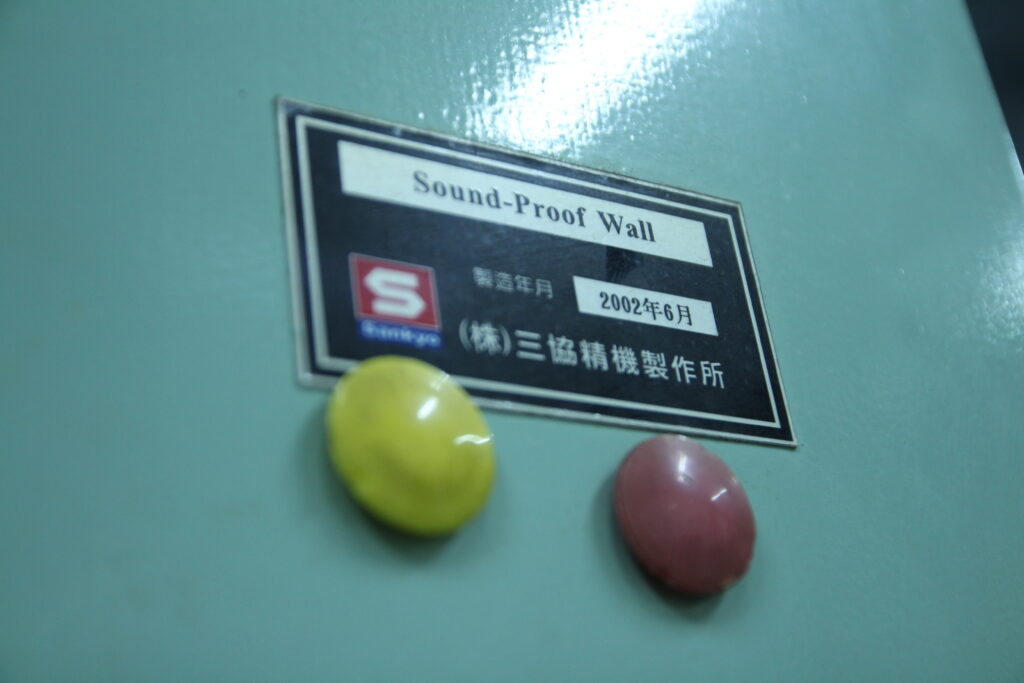 Sound-Proof Wall
S
Sankyo
製造年月 2002年6月
(株)三協精機製作所